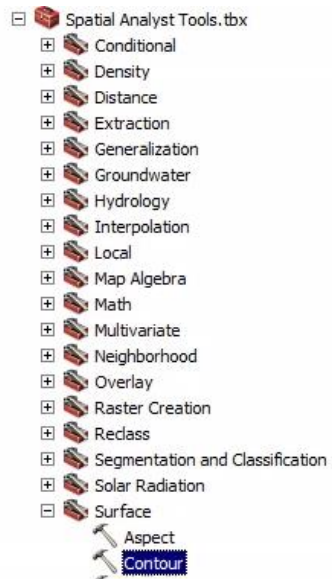 Spatial Analyst Tools.tbx
Conditional
Density
Distance
Extraction
Generalization
Groundwater
Hydrology
Interpolation
Local
Map Algebra
Math
Multivariate
Neighborhood
Overlay
Raster Creation
Reclass
Segmentation and Classification
Solar Radiation
Surface
Aspect
Contour